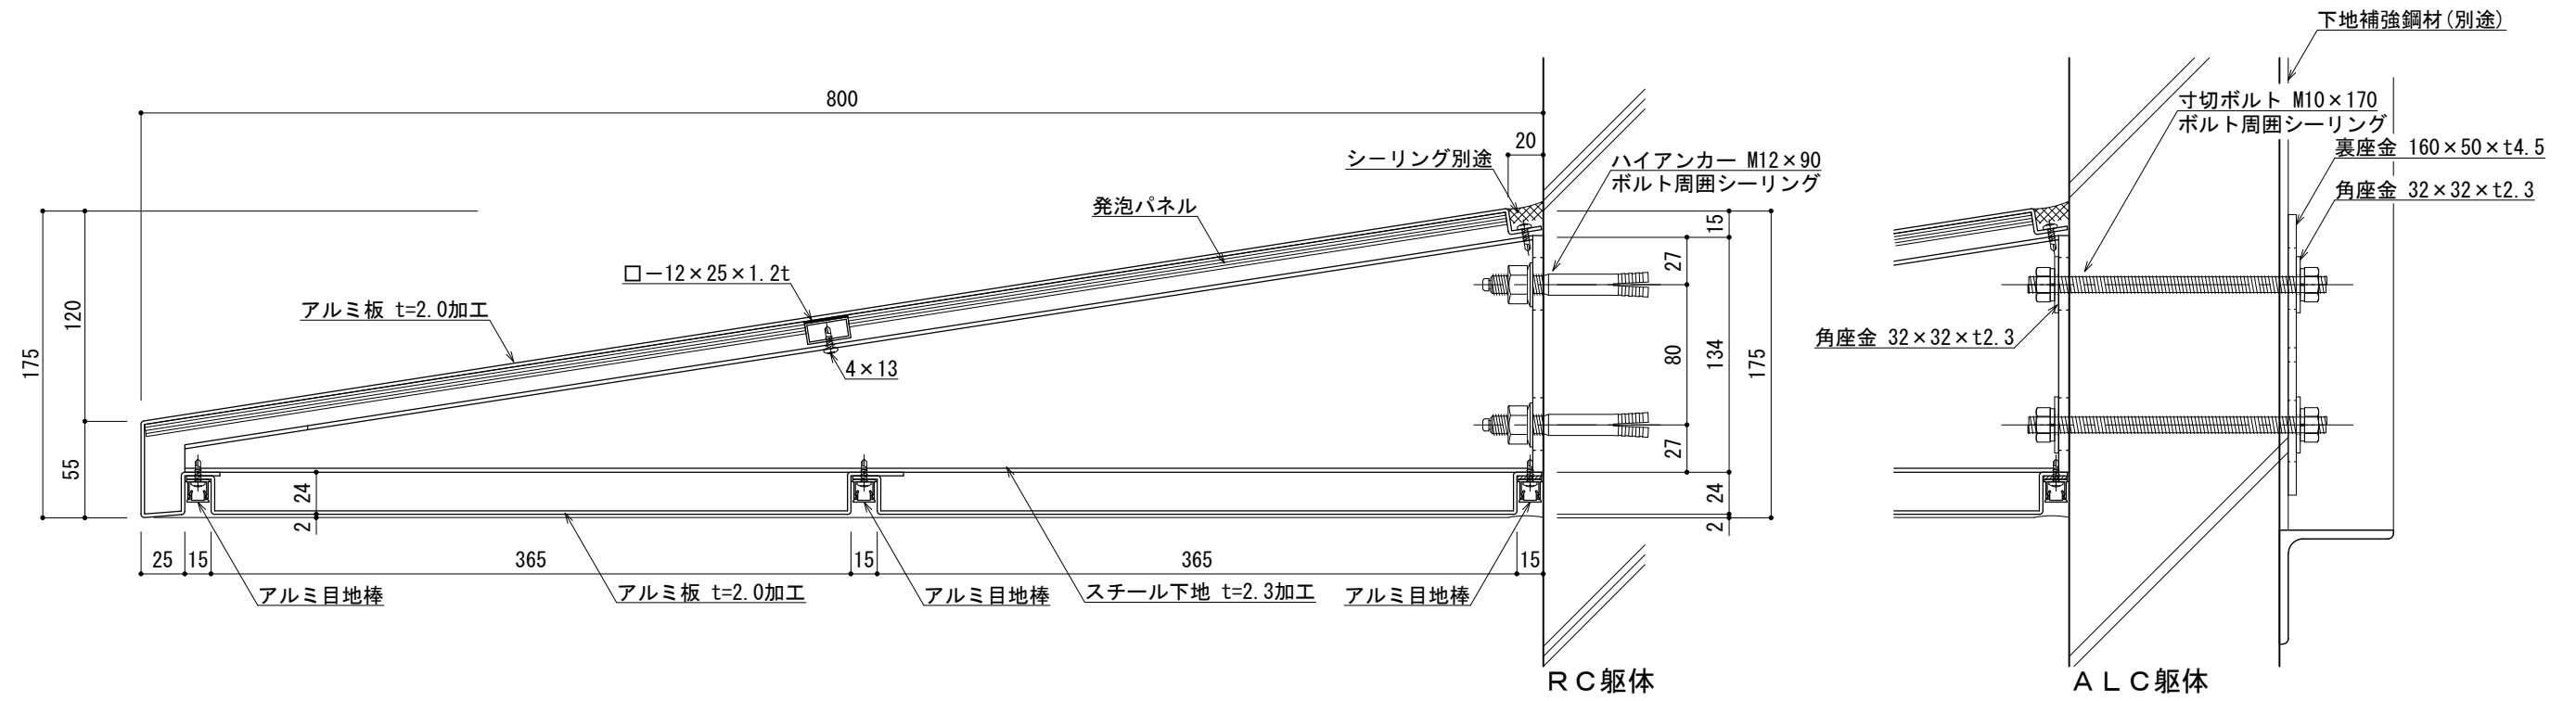 下地補強鋼材(別途)
800
寸切ボルト M10×170
ボルト周囲シーリング
20
シーリング別途
ハイアンカー M12×90
ボルト周囲シーリング
裏座金 160×50×t4.5
角座金 32×32×t2.3
発泡パネル
15
27
□－12×25×1.2t
アルミ板 t=2.0加工
120
175
4×13
80
134
175
角座金 32×32×t2.3
55
27
24
2
24
2
25
15
365
15
365
15
アルミ目地棒
アルミ板 t=2.0加工
アルミ目地棒
スチール下地 t=2.3加工
アルミ目地棒
ＲＣ躯体
ＡＬＣ躯体